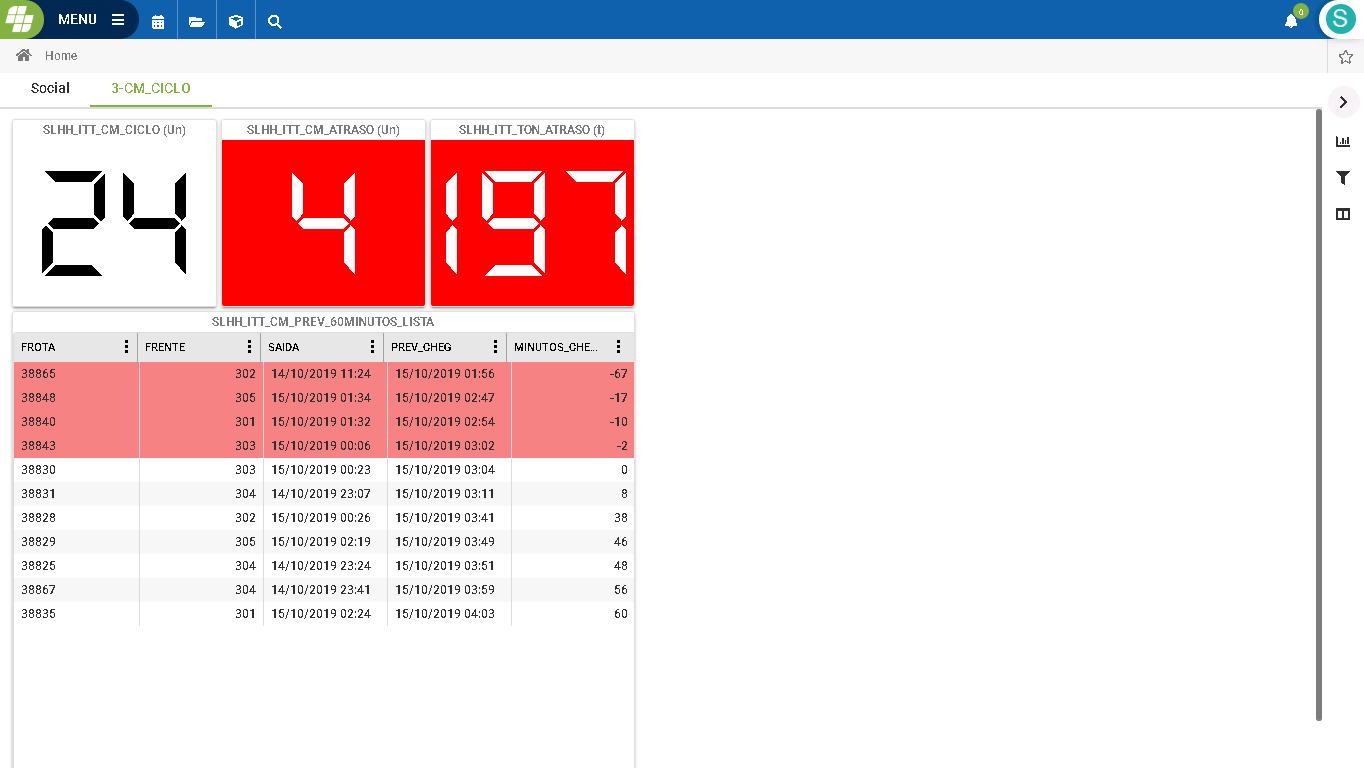 MENU
0
S
Home
Social 3-CM_CICLO
SLHH_ITT_CM_CICLO (Un) SLHH_ITT_CM_ATRASO (Un) SLHH_ITT_TON_ATRASO (t)
24 4 197
SLHH_ITT_CM_PREV_60MINUTOS_LISTA
FROTA FRENTE SAIDA PREV_CHEG MINUTOS_CHE...
38865 302 14/10/2019 11:24 15/10/2019 01:56 -67
38848 305 15/10/2019 01:34 15/10/2019 02:47 -17
38840 301 15/10/2019 01:32 15/10/2019 02:54 -10
38843 303 15/10/2019 00:06 15/10/2019 03:02 -2
38830 303 15/10/2019 00:23 15/10/2019 03:04 0
38831 304 14/10/2019 23:07 15/10/2019 03:11 8
38828 302 15/10/2019 00:26 15/10/2019 03:41 38
38829 305 15/10/2019 02:19 15/10/2019 03:49 46
38825 304 14/10/2019 23:24 15/10/2019 03:51 48
38867 304 14/10/2019 23:41 15/10/2019 03:59 56
38835 301 15/10/2019 02:24 15/10/2019 04:03 60